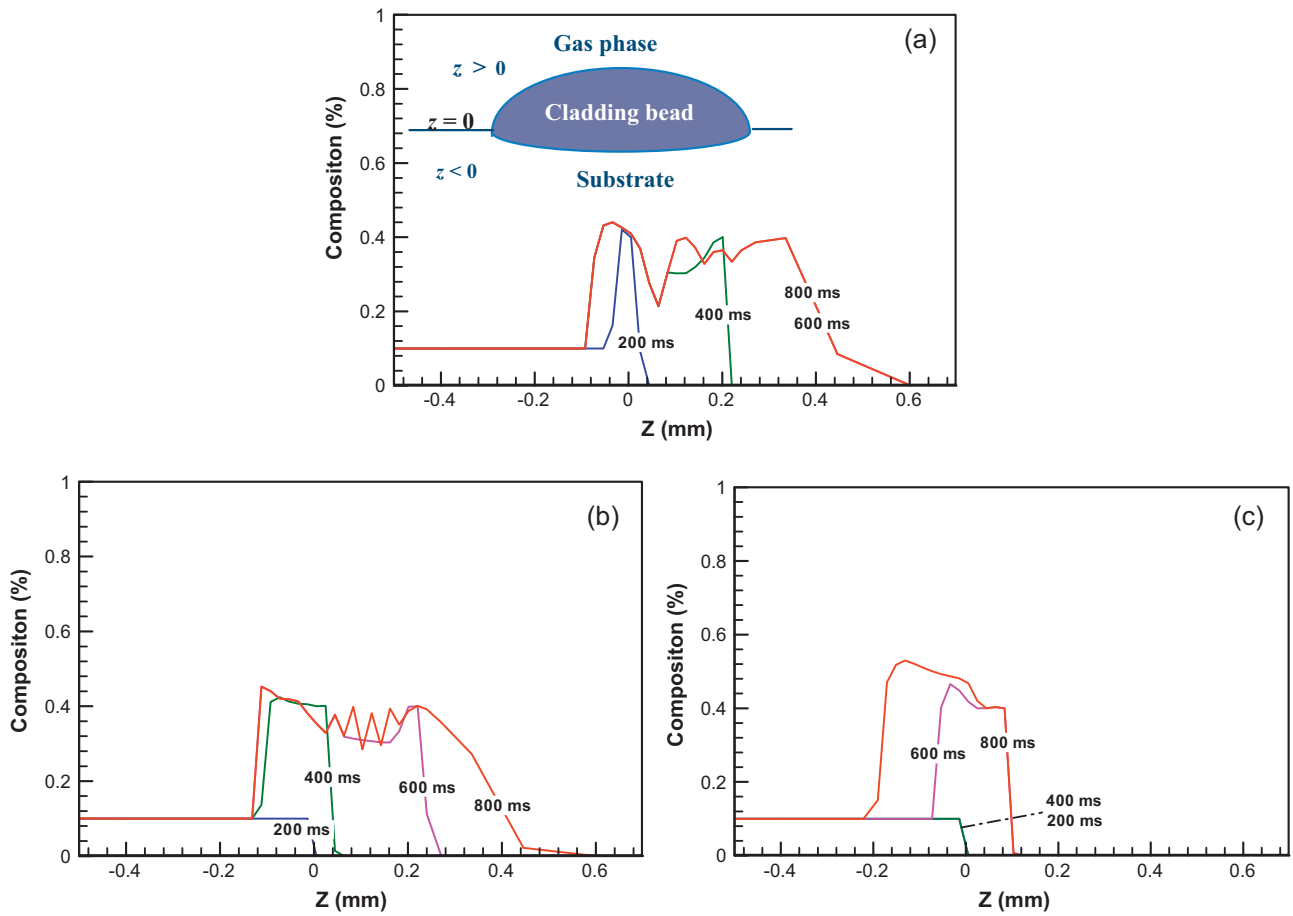 1
(a)
Gas phase
z > 0
0.8
Cladding bead
z = 0
0.6
z < 0
Substrate
Compositon (%)
0.4
800 ms
400 ms
600 ms
0.2
200 ms
0
-0.4
-0.2
0
0.2
0.4
0.6
Z (mm)
1
(b)
0.8
0.6
Compositon (%)
0.4
400 ms
600 ms
0.2
800 ms
200 ms
0
-0.4
-0.2
0
0.2
0.4
0.6
Z (mm)
1
(c)
0.8
0.6
Compositon (%)
0.4
600 ms
800 ms
0.2
400 ms
200 ms
0
-0.4
-0.2
0
0.2
0.4
0.6
Z (mm)